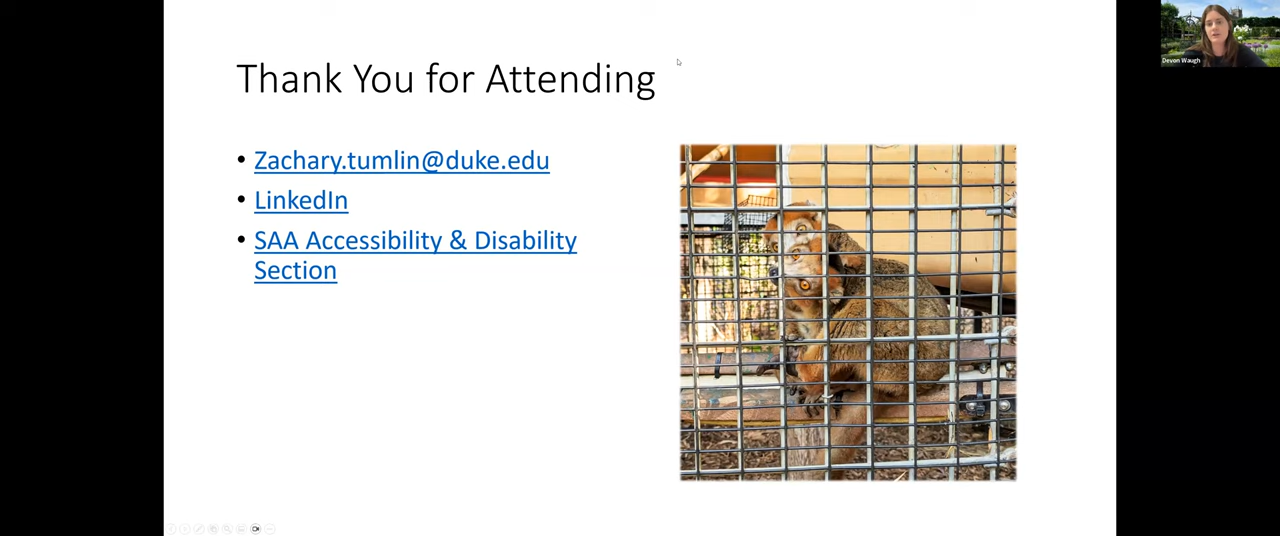 Thank You for Attending
• Zachary.tumlin@duke.edu
• LinkedIn
• SAA Accessibility & Disability
Section
Devon Waugh